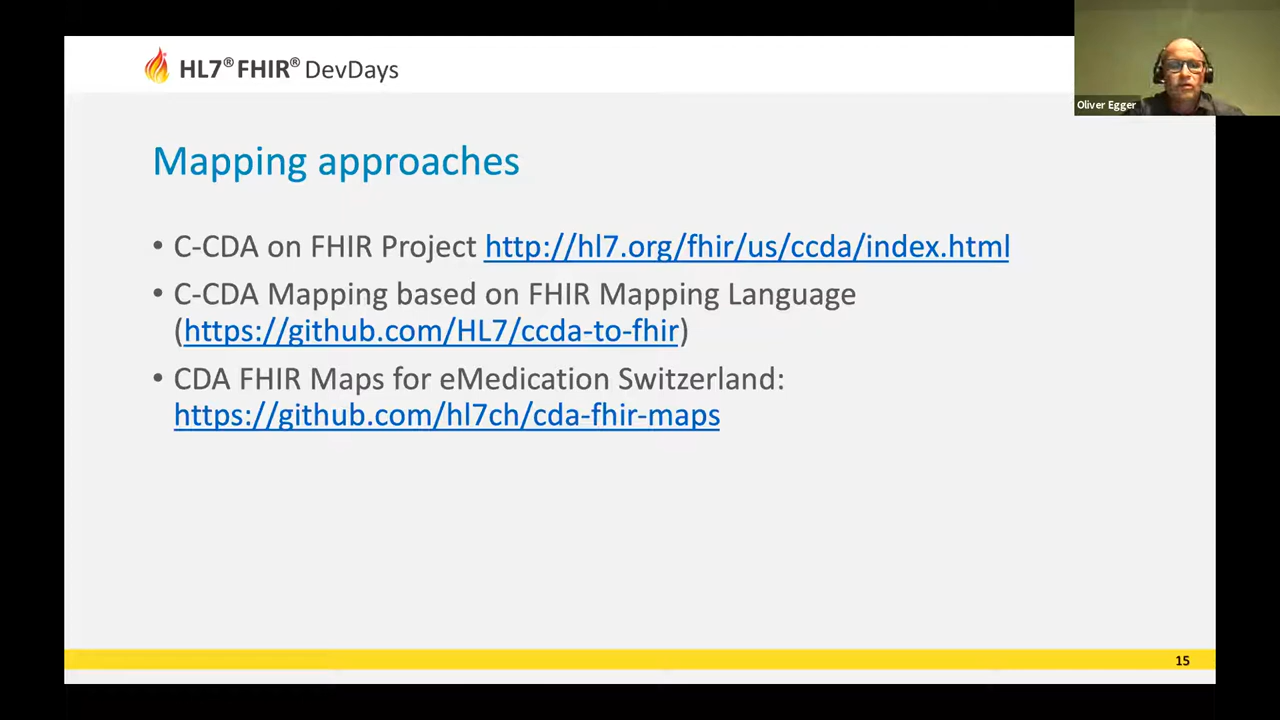 HL7® FHIR® DevDays
Oliver Egger
Mapping approaches
• C-CDA on FHIR Project http://hl7.org/fhir/us/ccda/index.html
• C-CDA Mapping based on FHIR Mapping Language
(https://github.com/HL7/ccda-to-fhir)
• CDA FHIR Maps for eMedication Switzerland:
https://github.com/hl7ch/cda-fhir-maps
15